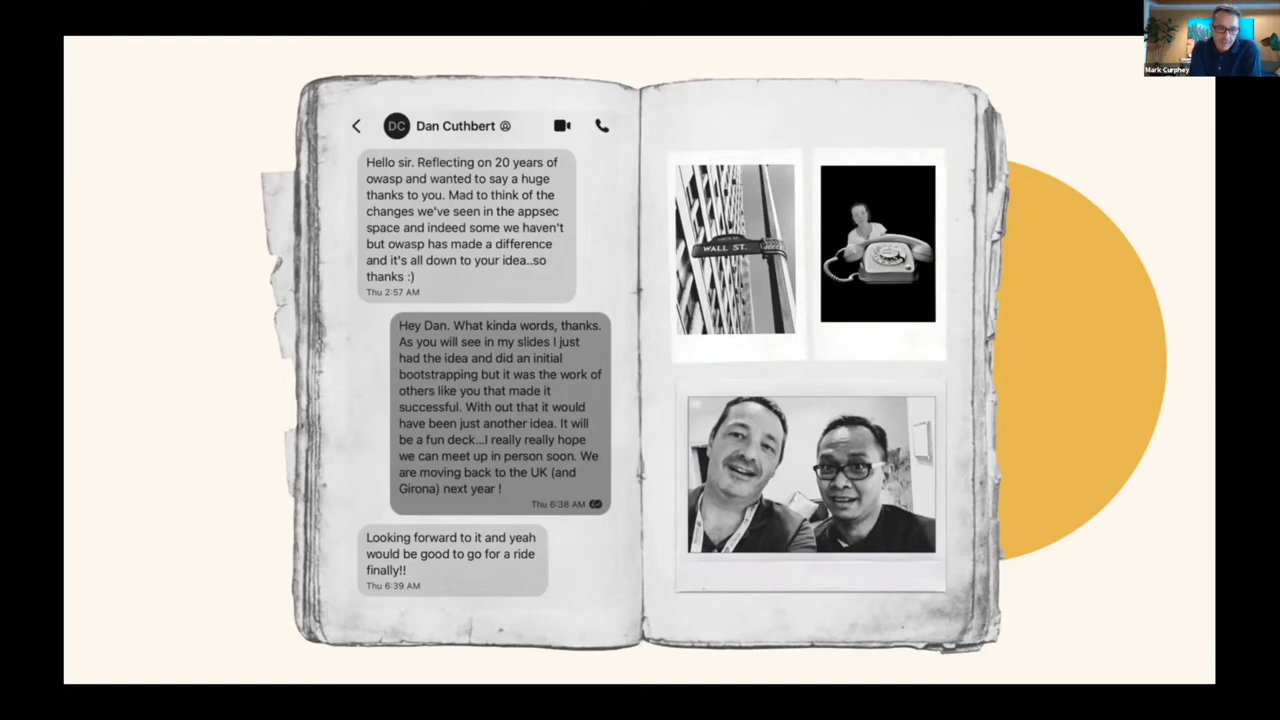 Mark Curphey
DC Dan Cuthbert
Hello sir. Reflecting on 20 years of
owasp and wanted to say a huge
thanks to you. Mad to think of the
changes we've seen in the appsec
space and indeed some we haven't
but owasp has made a difference
and it's all down to your idea..so
thanks :)
Thu 2:57 AM
Hey Dan. What kinda words, thanks.
As you will see in my slides I just
had the idea and did an initial
bootstrapping but it was the work of
others like you that made it
successful. With out that it would
have been just another idea. It will
be a fun deck...I really really hope
we can meet up in person soon. We
are moving back to the UK (and
Girona) next year !
Thu 6:38 AM
Looking forward to it and yeah
would be good to go for a ride
finally!!
Thu 6:39 AM
WALL ST.